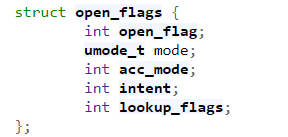 struct open_flags {
        int open_flag;
        umode_t mode;
        int acc_mode;
        int intent;
        int lookup_flags;
};